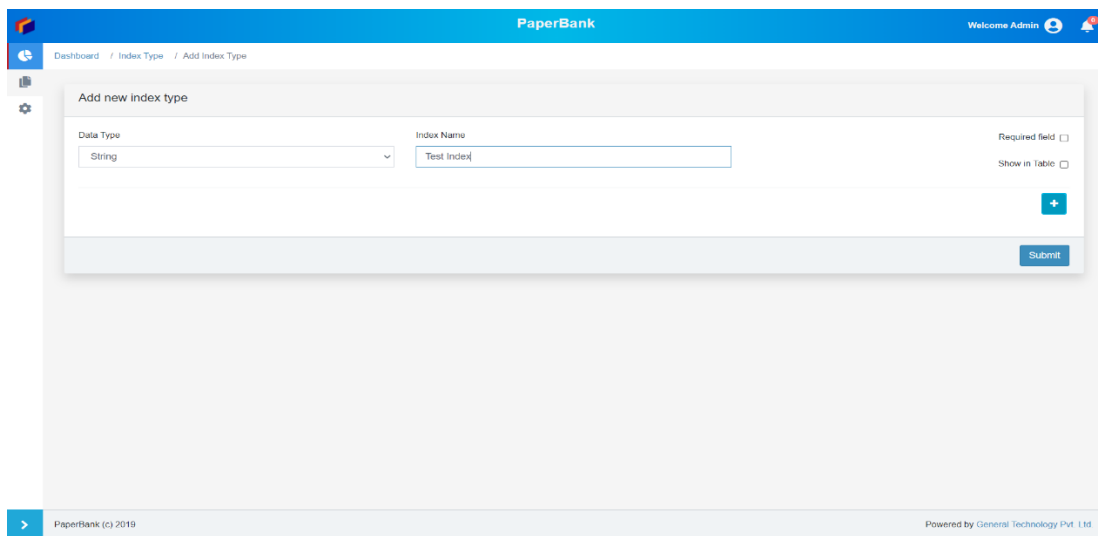 PaperBank
Welcome Admin
0
Dashboard / Index Type / Add Index Type
Add new index type
Data Type
Index Name
Required field
String
Test Index
Show in Table
+
Submit
PaperBank (c) 2019
Powered by General Technology Pvt. Ltd